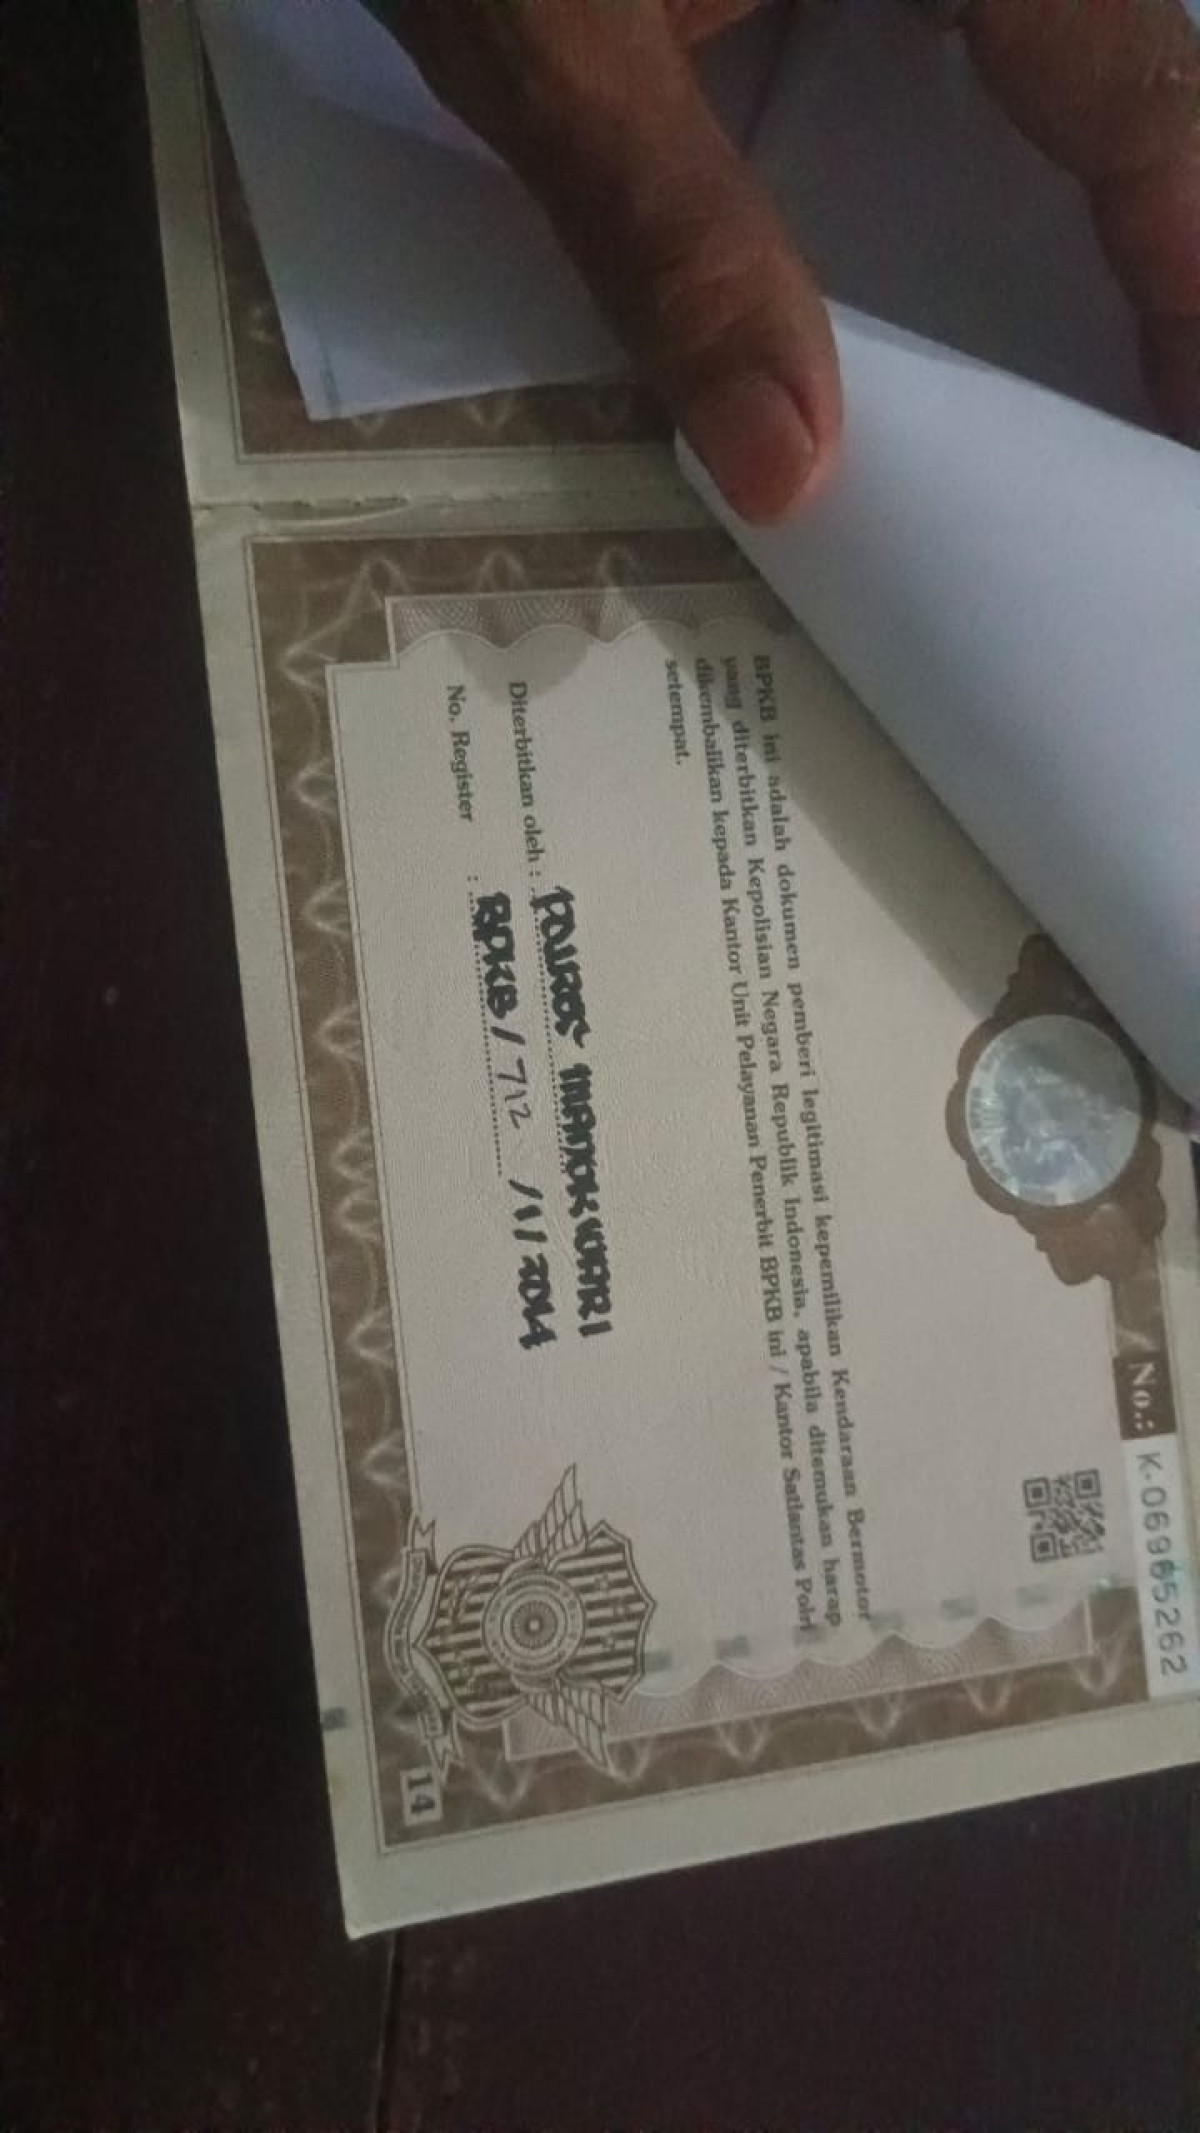 No.: K-06965262
BPKB ini adalah dokumen pemberi legitimasi kepemilikan Kendaraan Bermotor
yang diterbitkan Kepolisian Negara Republik Indonesia, apabila ditemukan harap
dikembalikan kepada Kantor Unit Pelayanan Penerbit BPKB ini / Kantor Satlantas Polri
setempat.
Diterbitkan oleh : POLRES MANOKWARI
No. Register : BPKB / 712 / 1 / 2014
14